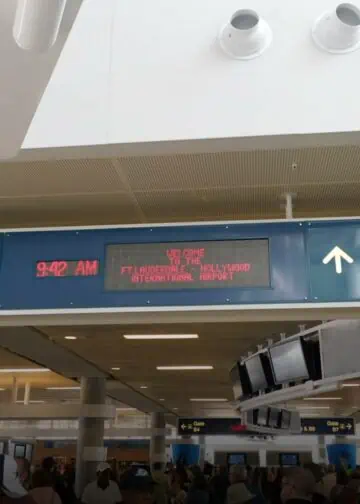 9:42 AM
WELCOME
TO THE
FT.LAUDERDALE - HOLLYWOOD
INTERNATIONAL AIRPORT